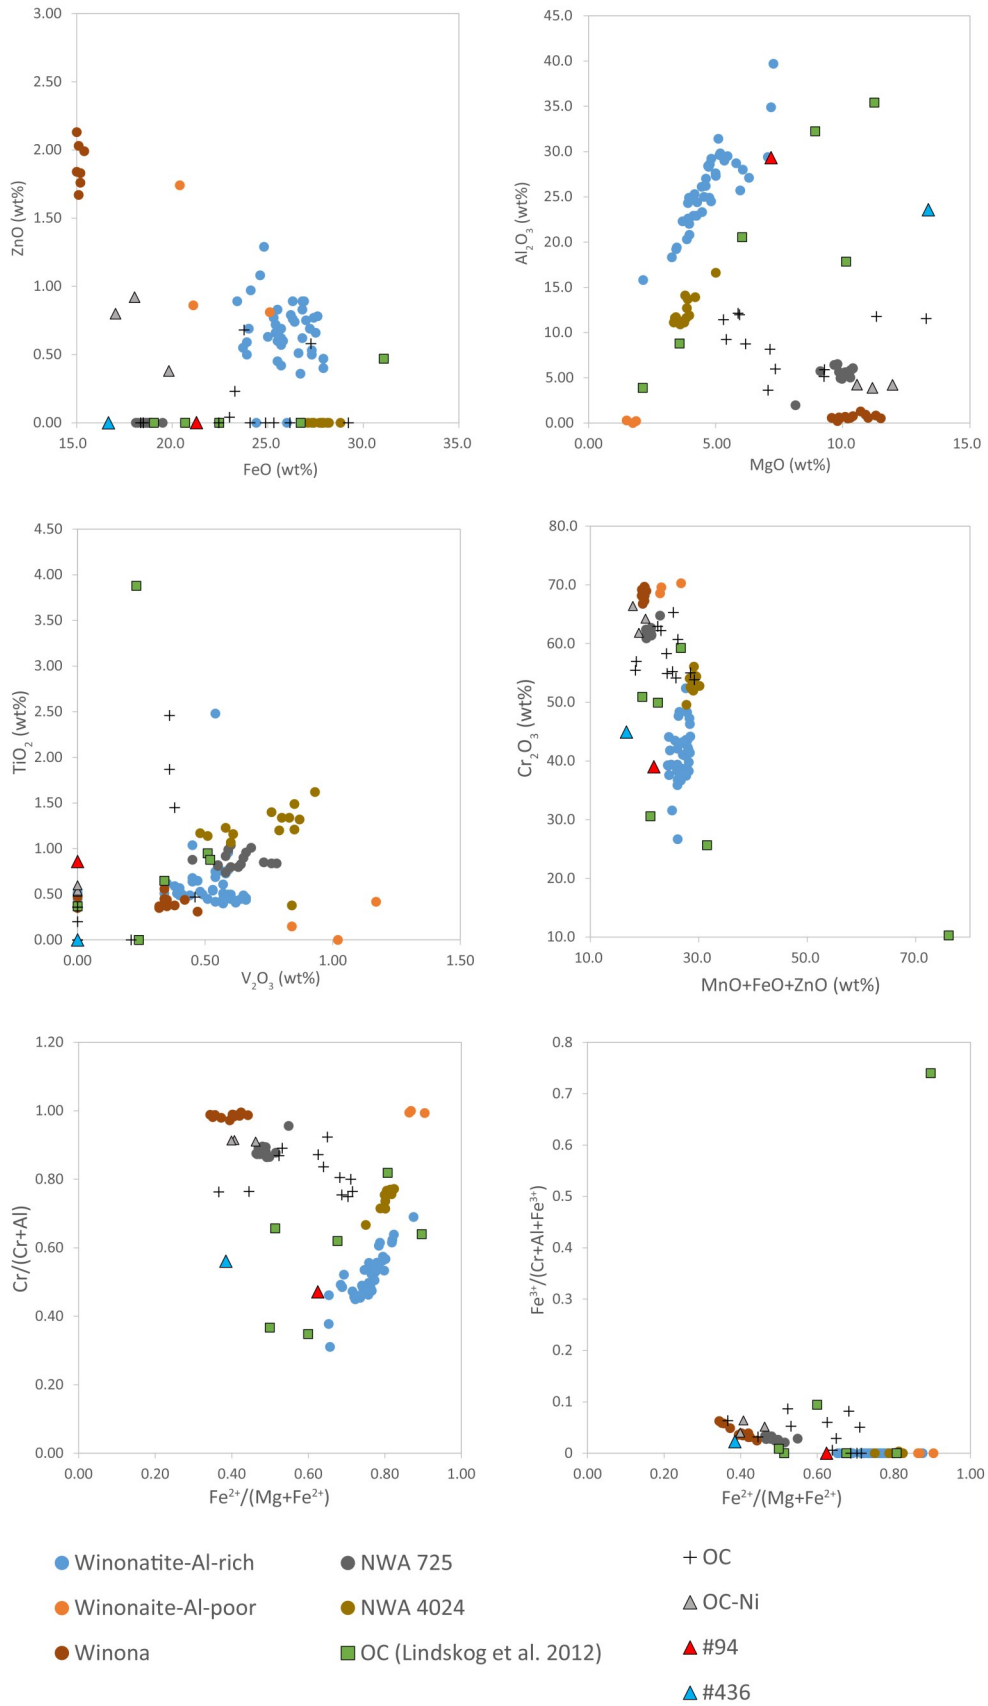 3.00
2.50
2.00
1.50
1.00
0.50
0.00
ZnO (wt%)
15.0 20.0 25.0 30.0 35.0
FeO (wt%)
45.0
40.0
35.0
30.0
25.0
20.0
15.0
10.0
5.00
0.00
Al₂O₃ (wt%)
0.00 5.00 10.0 15.0
MgO (wt%)
4.50
4.00
3.50
3.00
2.50
2.00
1.50
1.00
0.50
0.00
TiO₂ (wt%)
0.00 0.50 1.00 1.50
V₂O₃ (wt%)
80.0
70.0
60.0
50.0
40.0
30.0
20.0
10.0
Cr₂O₃ (wt%)
10.0 30.0 50.0 70.0
MnO+FeO+ZnO (wt%)
1.20
1.00
0.80
0.60
0.40
0.20
0.00
Cr/(Cr+Al)
0.00 0.20 0.40 0.60 0.80 1.00
Fe²⁺/(Mg+Fe²⁺)
0.8
0.7
0.6
0.5
0.4
0.3
0.2
0.1
0
Fe³⁺/(Cr+Al+Fe³⁺)
0.00 0.20 0.40 0.60 0.80 1.00
Fe²⁺/(Mg+Fe²⁺)
Winonatite-Al-rich
Winonaite-Al-poor
Winona
NWA 725
NWA 4024
OC (Lindskog et al. 2012)
OC
OC-Ni
#94
#436